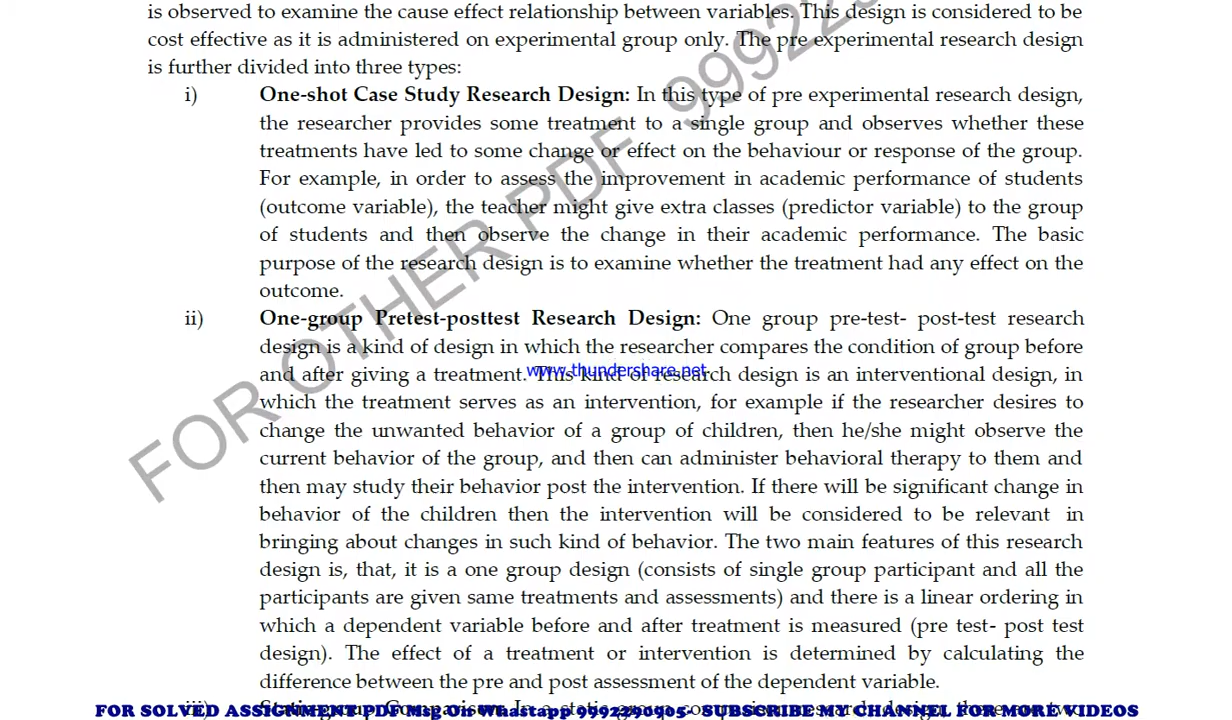 is observed to examine the cause effect relationship between variables. This design is considered to be
cost effective as it is administered on experimental group only. The pre experimental research design
is further divided into three types:
i) One-shot Case Study Research Design: In this type of pre experimental research design,
the researcher provides some treatment to a single group and observes whether these
treatments have led to some change or effect on the behaviour or response of the group.
For example, in order to assess the improvement in academic performance of students
(outcome variable), the teacher might give extra classes (predictor variable) to the group
of students and then observe the change in their academic performance. The basic
purpose of the research design is to examine whether the treatment had any effect on the
outcome.
ii) One-group Pretest-posttest Research Design: One group pre-test- post-test research
design is a kind of design in which the researcher compares the condition of group before
and after giving a treatment. This kind of research design is an interventional design, in
www.thundershare.net
which the treatment serves as an intervention, for example if the researcher desires to
change the unwanted behavior of a group of children, then he/she might observe the
current behavior of the group, and then can administer behavioral therapy to them and
then may study their behavior post the intervention. If there will be significant change in
behavior of the children then the intervention will be considered to be relevant in
bringing about changes in such kind of behavior. The two main features of this research
design is, that, it is a one group design (consists of single group participant and all the
participants are given same treatments and assessments) and there is a linear ordering in
which a dependent variable before and after treatment is measured (pre test- post test
design). The effect of a treatment or intervention is determined by calculating the
difference between the pre and post assessment of the dependent variable.
FOR OTHER PDF 99922
FOR SOLVED ASSIGNMENT PDF Msg On Whatsapp 9992290905- SUBSCRIBE MY CHANNEL FOR MORE VIDEOS